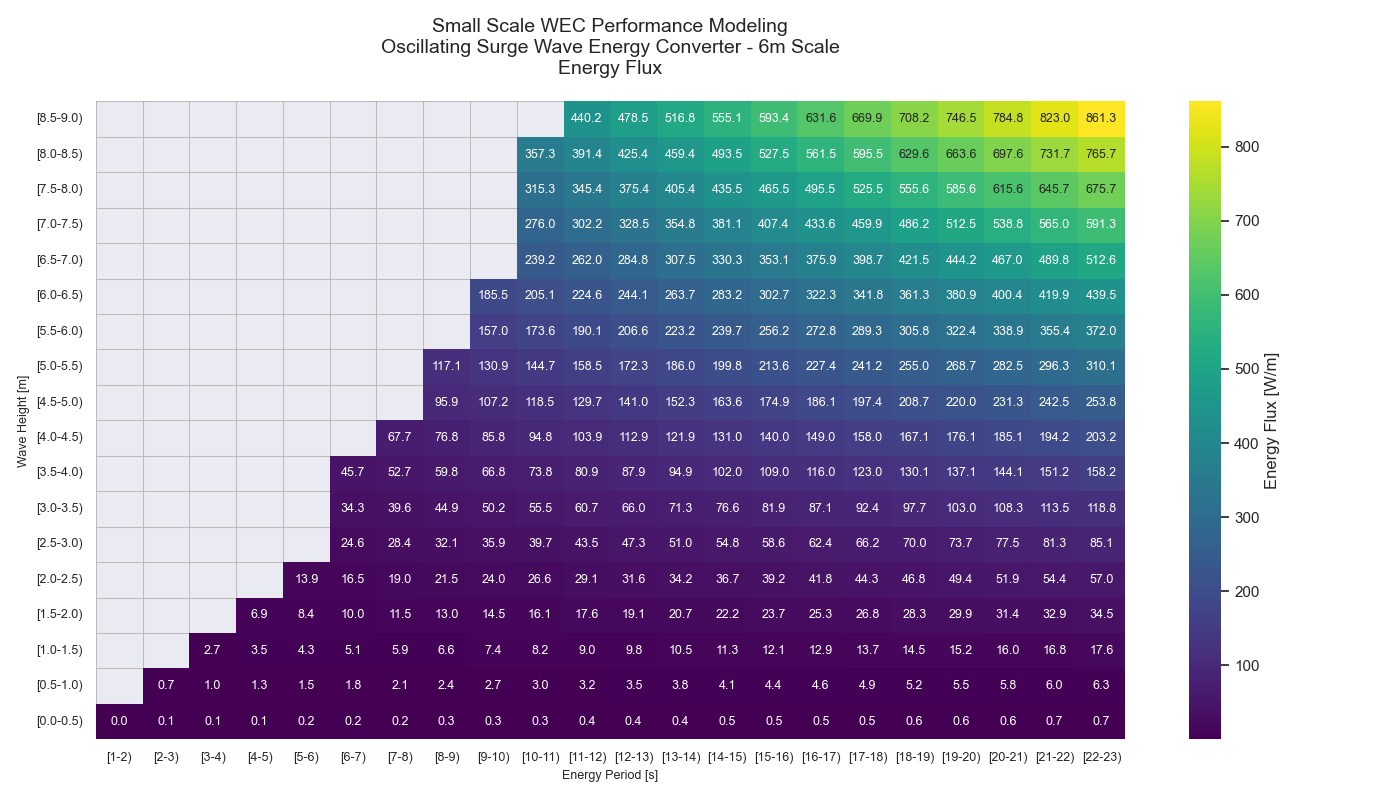 Small Scale WEC Performance Modeling
Oscillating Surge Wave Energy Converter - 6m Scale
Energy Flux
[8.5-9.0) 440.2 478.5 516.8 555.1 593.4 631.6 669.9 708.2 746.5 784.8 823.0 861.3
[8.0-8.5) 357.3 391.4 425.4 459.4 493.5 527.5 561.5 595.5 629.6 663.6 697.6 731.7 765.7
[7.5-8.0) 315.3 345.4 375.4 405.4 435.5 465.5 495.5 525.5 555.6 585.6 615.6 645.7 675.7
[7.0-7.5) 276.0 302.2 328.5 354.8 381.1 407.4 433.6 459.9 486.2 512.5 538.8 565.0 591.3
[6.5-7.0) 239.2 262.0 284.8 307.5 330.3 353.1 375.9 398.7 421.5 444.2 467.0 489.8 512.6
[6.0-6.5) 185.5 205.1 224.6 244.1 263.7 283.2 302.7 322.3 341.8 361.3 380.9 400.4 419.9 439.5
[5.5-6.0) 157.0 173.6 190.1 206.6 223.2 239.7 256.2 272.8 289.3 305.8 322.4 338.9 355.4 372.0
[5.0-5.5) 117.1 130.9 144.7 158.5 172.3 186.0 199.8 213.6 227.4 241.2 255.0 268.7 282.5 296.3 310.1
[4.5-5.0) 95.9 107.2 118.5 129.7 141.0 152.3 163.6 174.9 186.1 197.4 208.7 220.0 231.3 242.5 253.8
[4.0-4.5) 67.7 76.8 85.8 94.8 103.9 112.9 121.9 131.0 140.0 149.0 158.0 167.1 176.1 185.1 194.2 203.2
[3.5-4.0) 45.7 52.7 59.8 66.8 73.8 80.9 87.9 94.9 102.0 109.0 116.0 123.0 130.1 137.1 144.1 151.2 158.2
[3.0-3.5) 34.3 39.6 44.9 50.2 55.5 60.7 66.0 71.3 76.6 81.9 87.1 92.4 97.7 103.0 108.3 113.5 118.8
[2.5-3.0) 24.6 28.4 32.1 35.9 39.7 43.5 47.3 51.0 54.8 58.6 62.4 66.2 70.0 73.7 77.5 81.3 85.1
[2.0-2.5) 13.9 16.5 19.0 21.5 24.0 26.6 29.1 31.6 34.2 36.7 39.2 41.8 44.3 46.8 49.4 51.9 54.4 57.0
[1.5-2.0) 6.9 8.4 10.0 11.5 13.0 14.5 16.1 17.6 19.1 20.7 22.2 23.7 25.3 26.8 28.3 29.9 31.4 32.9 34.5
[1.0-1.5) 2.7 3.5 4.3 5.1 5.9 6.6 7.4 8.2 9.0 9.8 10.5 11.3 12.1 12.9 13.7 14.5 15.2 16.0 16.8 17.6
[0.5-1.0) 0.7 1.0 1.3 1.5 1.8 2.1 2.4 2.7 3.0 3.2 3.5 3.8 4.1 4.4 4.6 4.9 5.2 5.5 5.8 6.0 6.3
[0.0-0.5) 0.0 0.1 0.1 0.1 0.2 0.2 0.2 0.3 0.3 0.3 0.4 0.4 0.4 0.5 0.5 0.5 0.5 0.6 0.6 0.6 0.7 0.7
[1-2) [2-3) [3-4) [4-5) [5-6) [6-7) [7-8) [8-9) [9-10) [10-11) [11-12) [12-13) [13-14) [14-15) [15-16) [16-17) [17-18) [18-19) [19-20) [20-21) [21-22) [22-23)
Energy Period [s]
Wave Height [m]
800
700
600
500
400
300
200
100
Energy Flux [W/m]